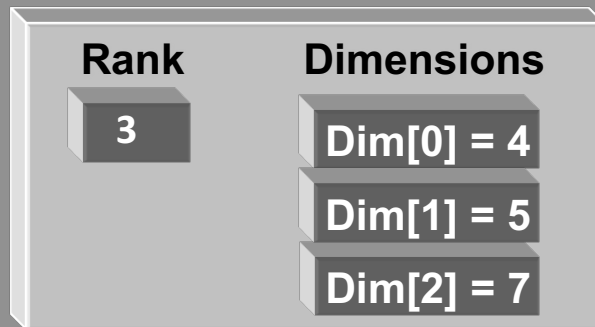 Rank
3
Dimensions
Dim[0] = 4
Dim[1] = 5
Dim[2] = 7